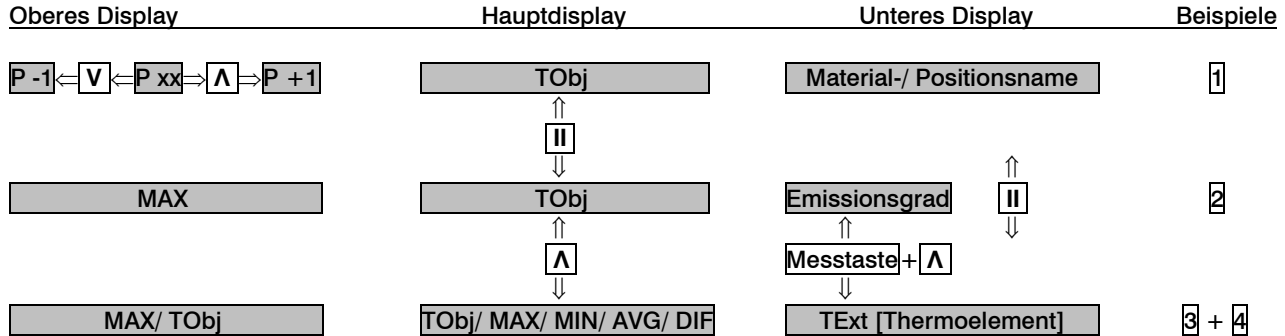 Oberes Display Hauptdisplay Unteres Display Beispiele
P -1 ⇐ V ⇐ P xx ⇒ Λ ⇒ P +1 TObj Material-/ Positionsname 1
⇑
II
⇓ ⇑
MAX TObj Emissionsgrad II 2
⇑ ⇑ ⇓
Λ Messtaste + Λ
⇓ ⇓
MAX/ TObj TObj/ MAX/ MIN/ AVG/ DIF TExt [Thermoelement] 3 + 4